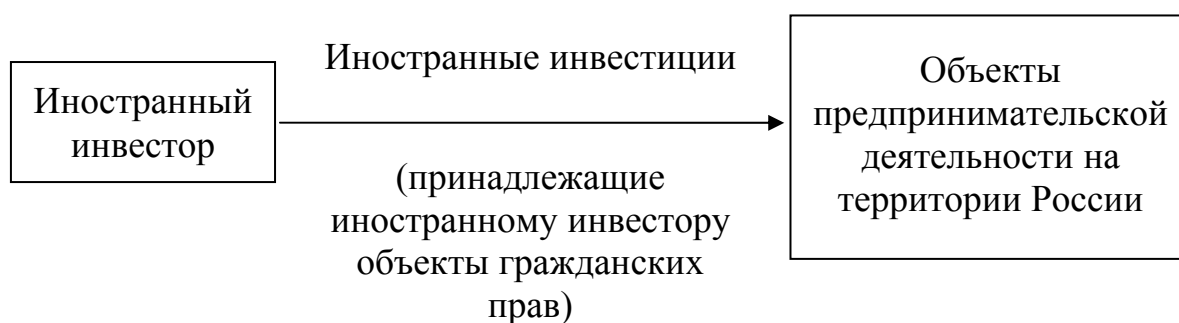 Иностранный
инвестор
Иностранные инвестиции
(принадлежащие
иностранному инвестору
объекты гражданских
прав)
Объекты
предпринимательской
деятельности на
территории России